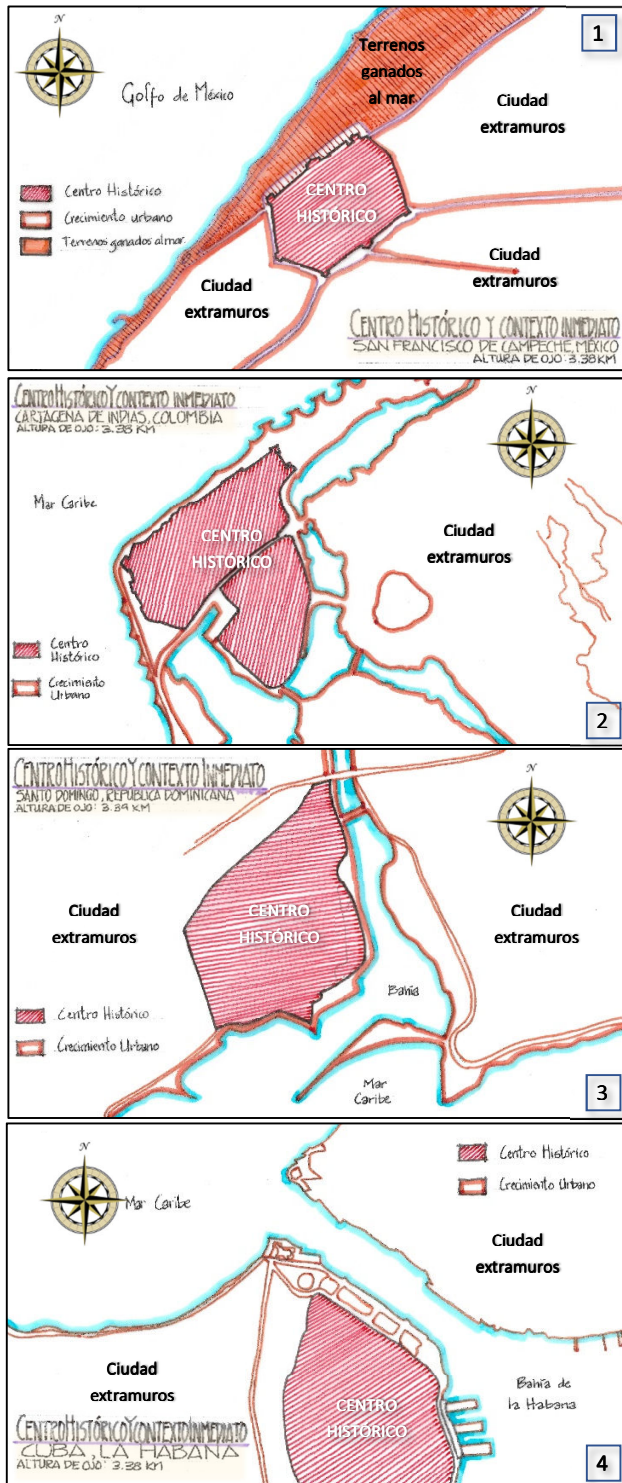 1
N
Golfo de México
Terrenos
ganados
al mar
Ciudad
extramuros
Centro Histórico
Crecimiento urbano
Terrenos ganados al mar
CENTRO
HISTÓRICO
Ciudad
extramuros
Ciudad
extramuros
CENTRO HISTÓRICO Y CONTEXTO INMEDIATO
SAN FRANCISCO DE CAMPECHE, MÉXICO
ALTURA DE OJO: 3.38 KM
CENTRO HISTÓRICO Y CONTEXTO INMEDIATO
CARTAGENA DE INDIAS, COLOMBIA
ALTURA DE OJO: 3.38 KM
N
Mar Caribe
Ciudad
extramuros
CENTRO
HISTÓRICO
Centro
Histórico
Crecimiento
Urbano
2
CENTRO HISTÓRICO Y CONTEXTO INMEDIATO
SANTO DOMINGO, REPÚBLICA DOMINICANA
ALTURA DE OJO: 3.39 KM
N
Ciudad
extramuros
CENTRO
HISTÓRICO
Ciudad
extramuros
Bahía
Centro Histórico
Crecimiento Urbano
Mar
Caribe
3
N
Mar Caribe
Centro Histórico
Crecimiento Urbano
Ciudad
extramuros
Ciudad
extramuros
Bahía de
la Habana
CENTRO
HISTÓRICO
CENTRO HISTÓRICO Y CONTEXTO INMEDIATO
CUBA, LA HABANA
ALTURA DE OJO: 3.38 KM
4